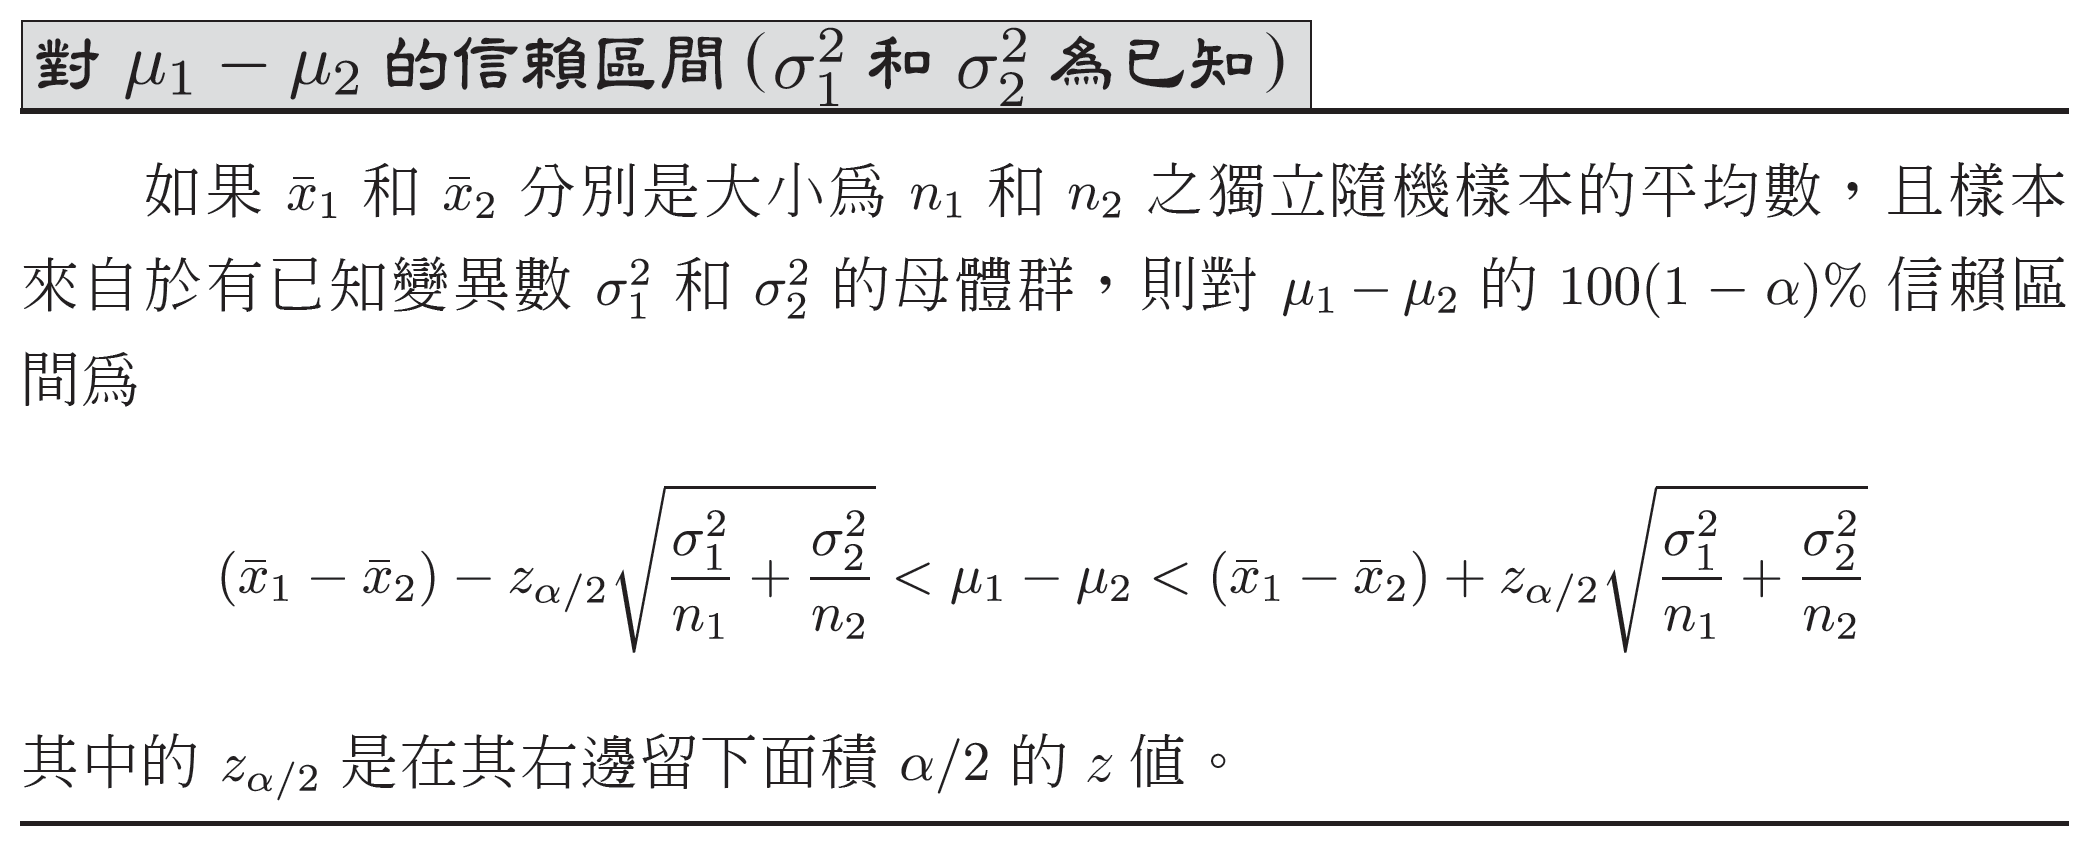 對 μ₁ − μ₂ 的信賴區間 (σ₁² 和 σ₂² 為已知)
如果 x̄₁ 和 x̄₂ 分別是大小爲 n₁ 和 n₂ 之獨立隨機樣本的平均數，且樣本
來自於有已知變異數 σ₁² 和 σ₂² 的母體群，則對 μ₁ − μ₂ 的 100(1 − α)% 信賴區
間爲
(x̄₁ − x̄₂) − z_{α/2}√(σ₁²/n₁ + σ₂²/n₂) < μ₁ − μ₂ < (x̄₁ − x̄₂) + z_{α/2}√(σ₁²/n₁ + σ₂²/n₂)
其中的 z_{α/2} 是在其右邊留下面積 α/2 的 z 值。